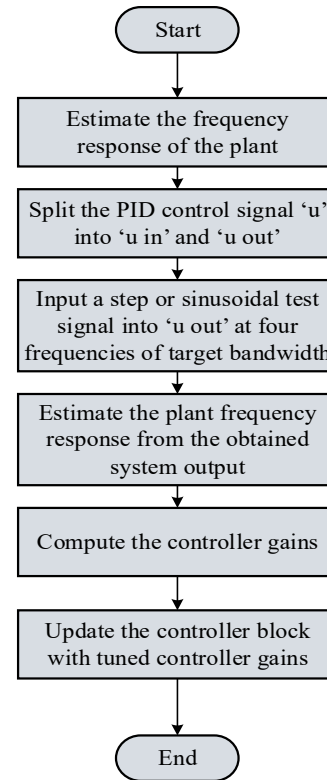 Start
Estimate the frequency
response of the plant
Split the PID control signal ‘u’
into ‘u in’ and ‘u out’
Input a step or sinusoidal test
signal into ‘u out’ at four
frequencies of target bandwidth
Estimate the plant frequency
response from the obtained
system output
Compute the controller gains
Update the controller block
with tuned controller gains
End